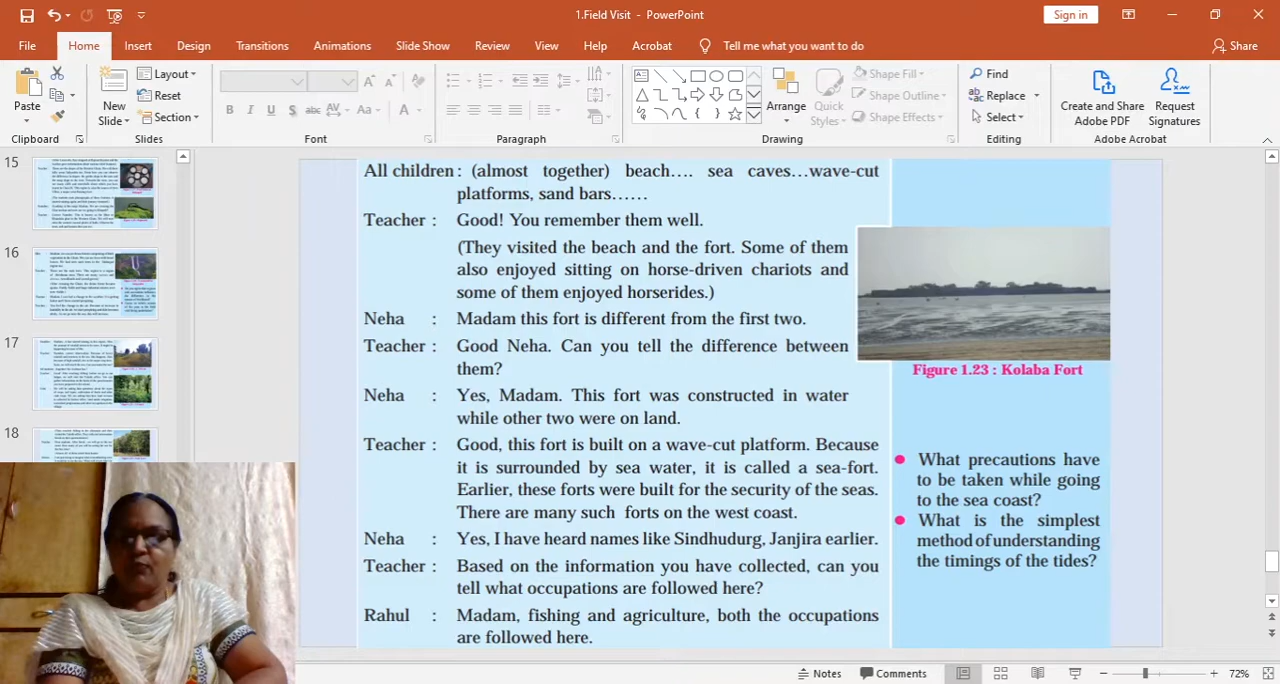 1.Field Visit - PowerPoint
Sign in
File Home Insert Design Transitions Animations Slide Show Review View Help Acrobat Tell me what you want to do Share
Paste
New Slide
Layout
Reset
Section
Arrange
Quick Styles
Shape Fill
Shape Outline
Shape Effects
Find
Replace
Select
Create and Share Adobe PDF
Request Signatures
Clipboard Slides Font Paragraph Drawing Editing Adobe Acrobat
15
16
17
18
All children : (almost together) beach…. sea caves…wave-cut
platforms, sand bars……
Teacher : Good! You remember them well.
(They visited the beach and the fort. Some of them
also enjoyed sitting on horse-driven chariots and
some of them enjoyed horserides.)
Neha : Madam this fort is different from the first two.
Teacher : Good Neha. Can you tell the difference between
them?
Neha : Yes, Madam. This fort was constructed in water
while other two were on land.
Teacher : Good, this fort is built on a wave-cut platform. Because
it is surrounded by sea water, it is called a sea-fort.
Earlier, these forts were built for the security of the seas.
There are many such forts on the west coast.
Neha : Yes, I have heard names like Sindhudurg, Janjira earlier.
Teacher : Based on the information you have collected, can you
tell what occupations are followed here?
Rahul : Madam, fishing and agriculture, both the occupations
are followed here.
Figure 1.23 : Kolaba Fort
What precautions have
to be taken while going
to the sea coast?
What is the simplest
method of understanding
the timings of the tides?
Notes Comments 72%